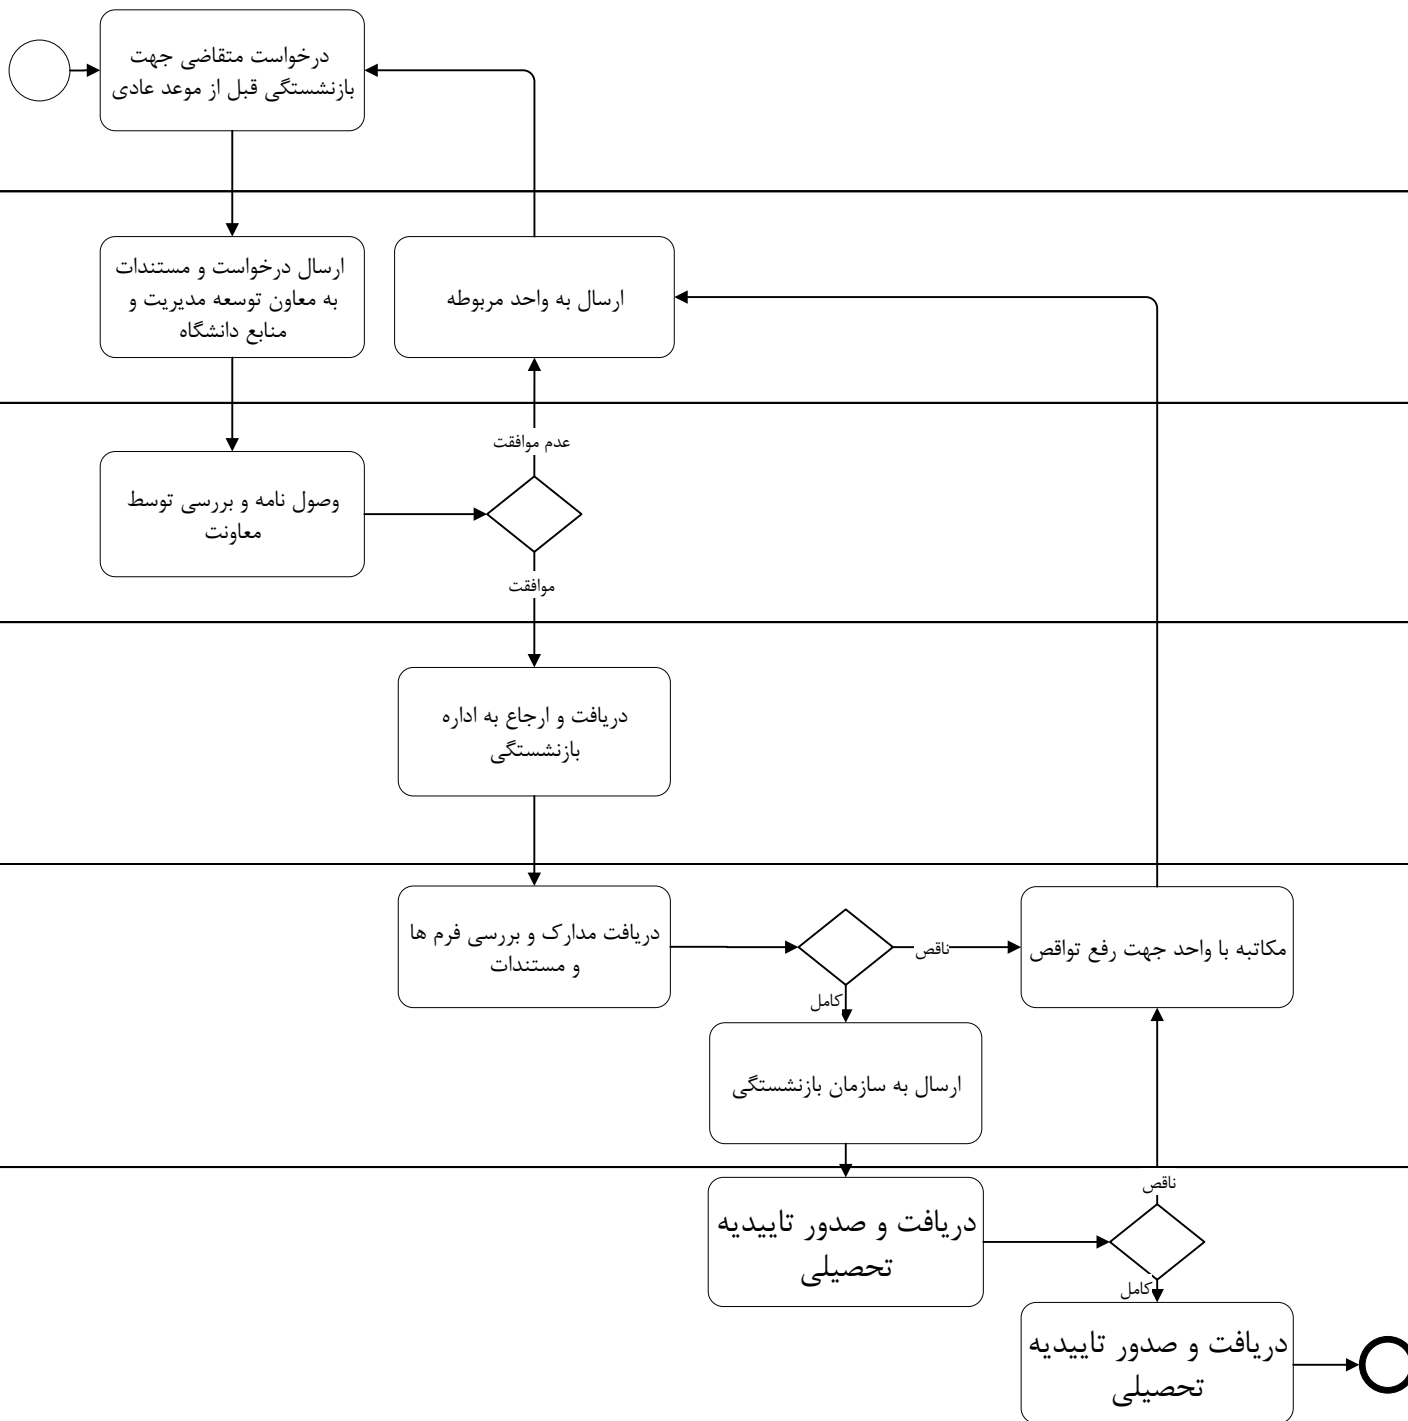 درخواست متقاضی جهت
بازنشستگی قبل از موعد عادی
ارسال درخواست و مستندات
به معاون توسعه مدیریت و
منابع دانشگاه
ارسال به واحد مربوطه
عدم موافقت
وصول نامه و بررسی توسط
معاونت
موافقت
دریافت و ارجاع به اداره
بازنشستگی
دریافت مدارک و بررسی فرم ها
و مستندات
ناقص
مکاتبه با واحد جهت رفع تواقص
کامل
ارسال به سازمان بازنشستگی
ناقص
دریافت و صدور تاییدیه
تحصیلی
کامل
دریافت و صدور تاییدیه
تحصیلی